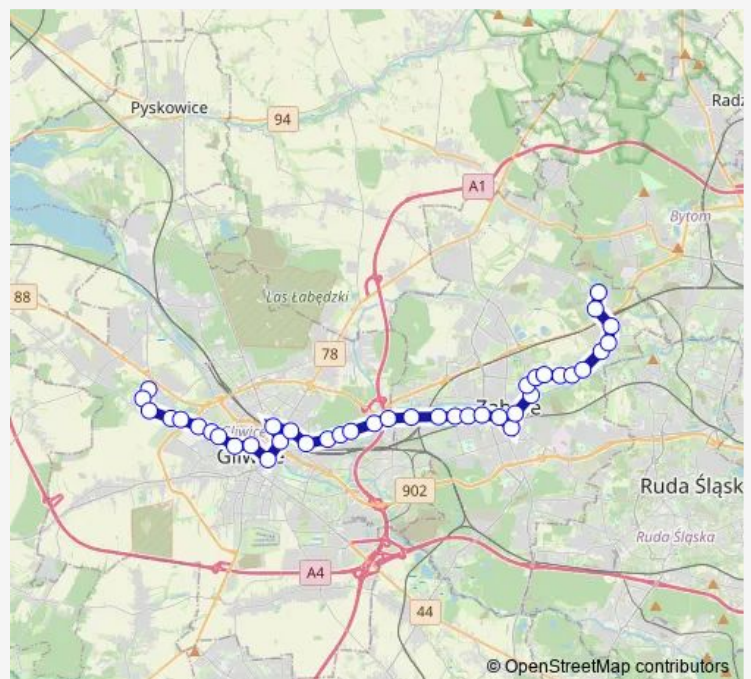 Pyskowice
94
Radz
A1
Bytom
88
Las Łabędzki
78
Gliwice
902
Ruda Śląsk
Ruda Śląska
A4
44
© OpenStreetMap contributors